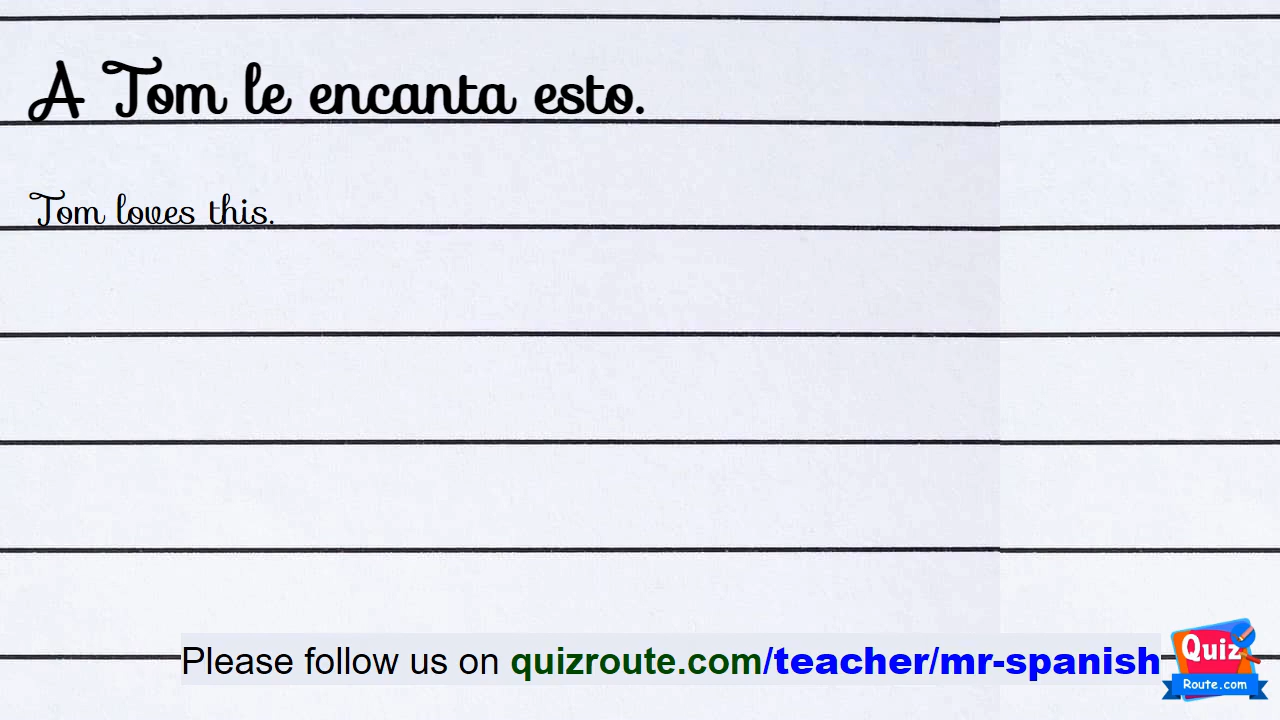 A Tom le encanta esto.
Tom loves this.
Please follow us on quizroute.com/teacher/mr-spanish
Quiz
Route.com